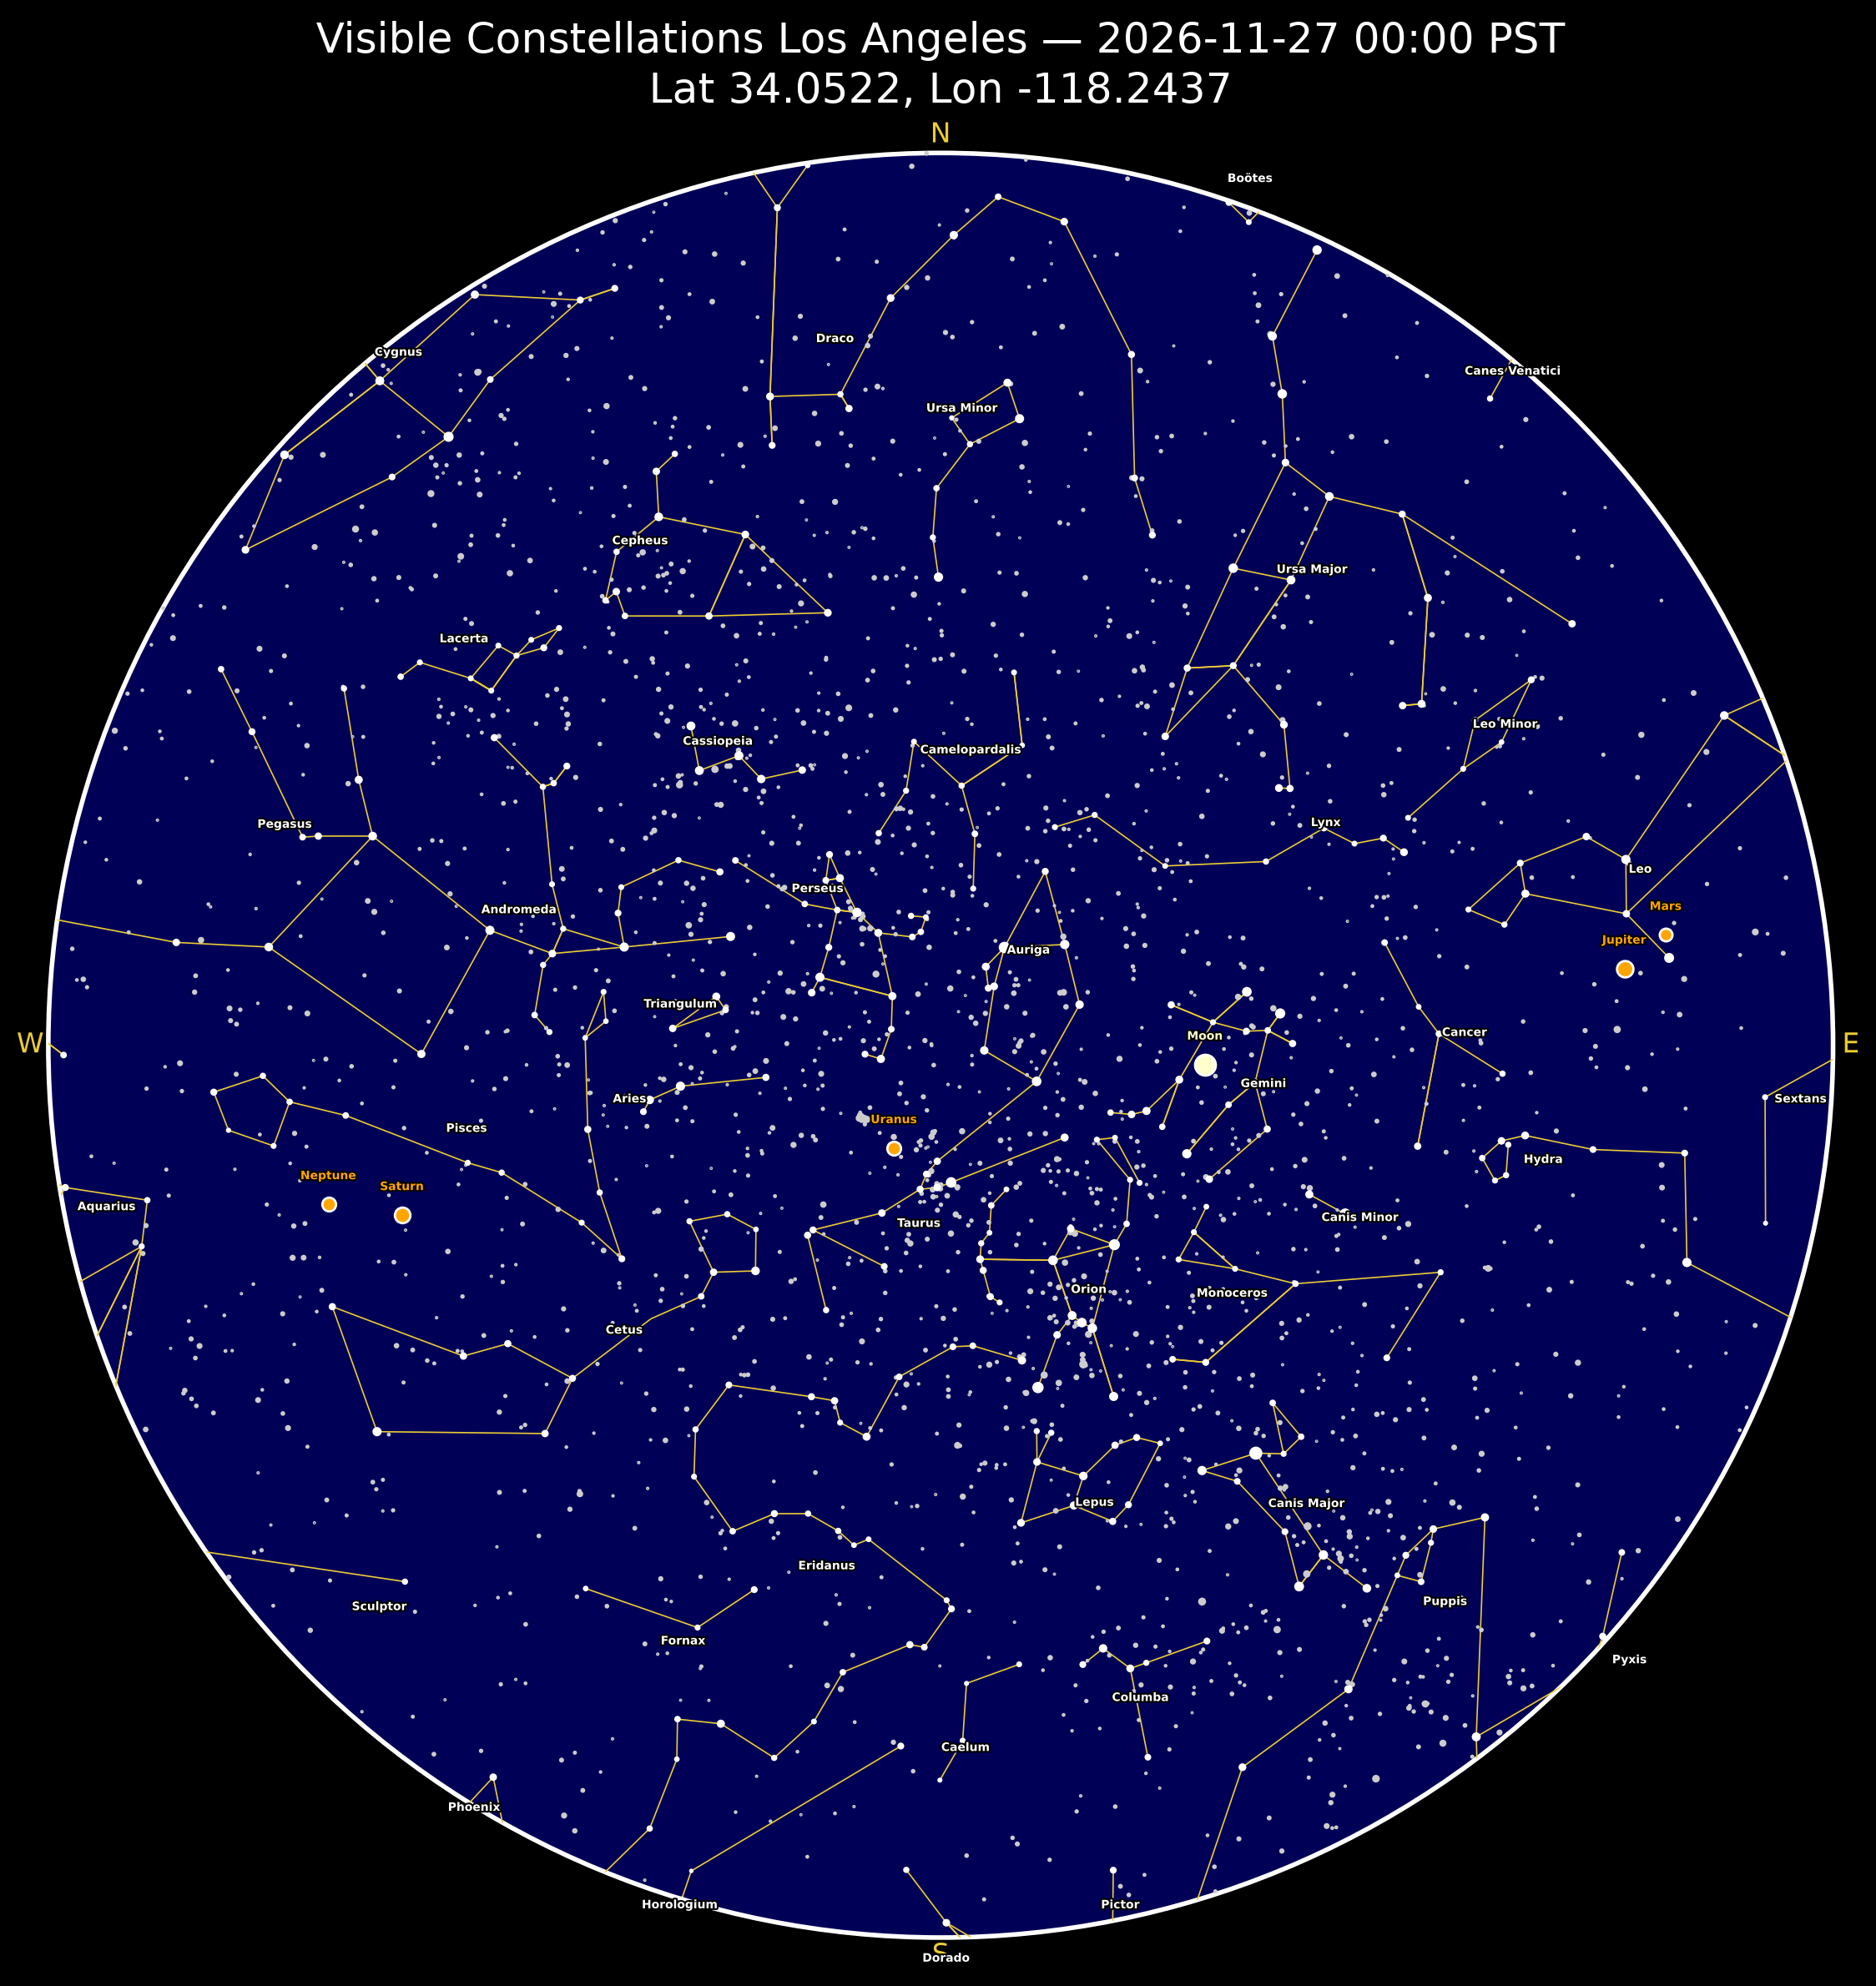 Visible Constellations Los Angeles — 2026-11-27 00:00 PST
Lat 34.0522, Lon -118.2437
N
Boötes
Draco
Cygnus
Canes Venatici
Ursa Minor
Cepheus
Ursa Major
Lacerta
Leo Minor
Cassiopeia
Camelopardalis
Pegasus
Lynx
Leo
Perseus
Mars
Andromeda
Jupiter
Auriga
Triangulum
Moon
Cancer
W
E
Gemini
Aries
Sextans
Uranus
Pisces
Hydra
Neptune
Saturn
Aquarius
Taurus
Canis Minor
Orion
Monoceros
Cetus
Lepus
Canis Major
Eridanus
Puppis
Sculptor
Fornax
Pyxis
Columba
Caelum
Phoenix
Horologium
Pictor
S
Dorado